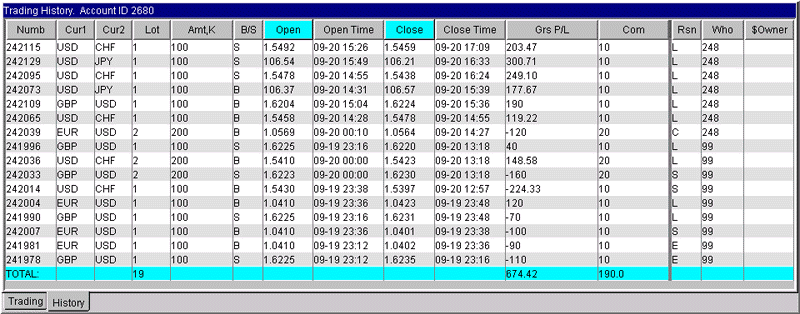 Trading History. Account ID 2680
Numb Cur1 Cur2 Lot Amt,K B/S Open Open Time Close Close Time Grs P/L Com Rsn Who $Owner
242115 USD CHF 1 100 S 1.5492 09-20 15:26 1.5459 09-20 17:09 203.47 10 L 248
242129 USD JPY 1 100 S 106.54 09-20 15:49 106.21 09-20 16:33 300.71 10 L 248
242095 USD CHF 1 100 S 1.5478 09-20 14:55 1.5438 09-20 16:24 249.10 10 L 248
242073 USD JPY 1 100 B 106.37 09-20 14:31 106.57 09-20 15:39 177.67 10 L 248
242109 GBP USD 1 100 B 1.6204 09-20 15:04 1.6224 09-20 15:36 190 10 L 248
242065 USD CHF 1 100 B 1.5458 09-20 14:28 1.5478 09-20 14:55 119.22 10 L 248
242039 EUR USD 2 200 B 1.0569 09-20 00:10 1.0564 09-20 14:27 -120 20 C 248
241996 GBP USD 1 100 S 1.6225 09-19 23:16 1.6220 09-20 13:18 40 10 L 99
242036 USD CHF 2 200 B 1.5410 09-20 00:00 1.5423 09-20 13:18 148.58 20 L 99
242033 GBP USD 2 200 S 1.6223 09-20 00:00 1.6230 09-20 13:18 -160 20 S 99
242014 USD CHF 1 100 B 1.5430 09-19 23:38 1.5397 09-20 12:57 -224.33 10 S 99
242004 EUR USD 1 100 B 1.0410 09-19 23:36 1.0423 09-19 23:48 120 10 L 99
241990 GBP USD 1 100 S 1.6225 09-19 23:16 1.6231 09-19 23:48 -70 10 L 99
242007 EUR USD 1 100 B 1.0410 09-19 23:36 1.0401 09-19 23:38 -100 10 S 99
241981 EUR USD 1 100 B 1.0410 09-19 23:12 1.0402 09-19 23:36 -90 10 E 99
241978 GBP USD 1 100 S 1.6225 09-19 23:12 1.6235 09-19 23:16 -110 10 E 99
TOTAL: 19 674.42 190.0
Trading History